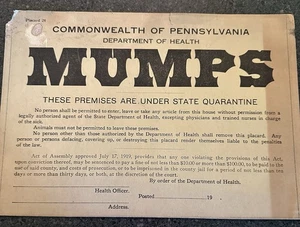 Placard 10
COMMONWEALTH OF PENNSYLVANIA
DEPARTMENT OF HEALTH
MUMPS
THESE PREMISES ARE UNDER STATE QUARANTINE
No person shall be permitted to enter, leave or take any article from this house without permission from a
legally authorized agent of the State Department of Health, excepting physicians and trained nurses in charge
of the sick.
Animals must not be permitted to leave these premises.
No person other than those authorized by the Department of Health shall remove this placard. Any
person or persons defacing, covering up, or destroying this placard render themselves liable to the penalties
of the law.
Act of Assembly approved July 17, 1919, provides that any one violating the provisions of this Act,
upon conviction thereof, may be sentenced to pay a fine of not less than $10.00 or more than $100.00, to be paid to the
use of said county, and costs of prosecution, or to be imprisoned in the county jail for a period of not less than ten
days or more than thirty days, or both, at the discretion of the court.
By order of the Department of Health.
Health Officer.
Posted 19
Address.